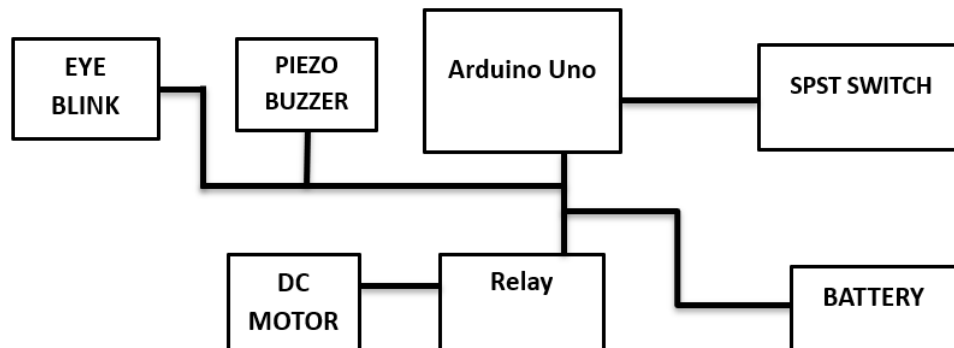 EYE
BLINK
PIEZO
BUZZER
Arduino Uno
SPST SWITCH
DC
MOTOR
Relay
BATTERY